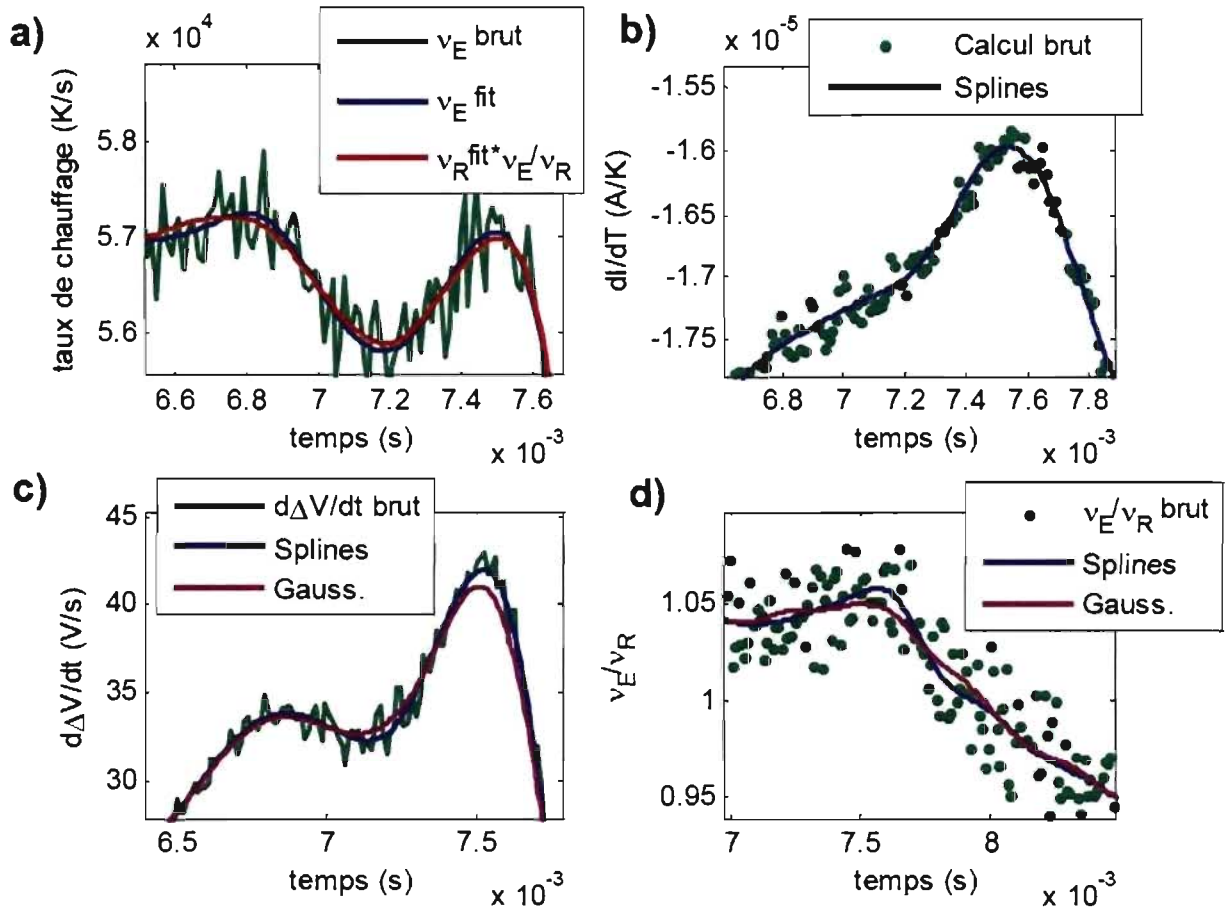 a)
x 10⁴
ν_E brut
ν_E fit
ν_R fit* ν_E/ν_R
taux de chauffage (K/s)
5.8
5.7
5.6
6.6 6.8 7 7.2 7.4 7.6
temps (s)
x 10⁻³
b)
x 10⁻⁵
Calcul brut
Splines
dI/dT (A/K)
-1.55
-1.6
-1.65
-1.7
-1.75
6.8 7 7.2 7.4 7.6 7.8
temps (s)
x 10⁻³
c)
dΔV/dt brut
Splines
Gauss.
dΔV/dt (V/s)
45
40
35
30
6.5 7 7.5
temps (s)
x 10⁻³
d)
ν_E/ν_R brut
Splines
Gauss.
ν_E/ν_R
1.05
1
0.95
7 7.5 8
temps (s)
x 10⁻³